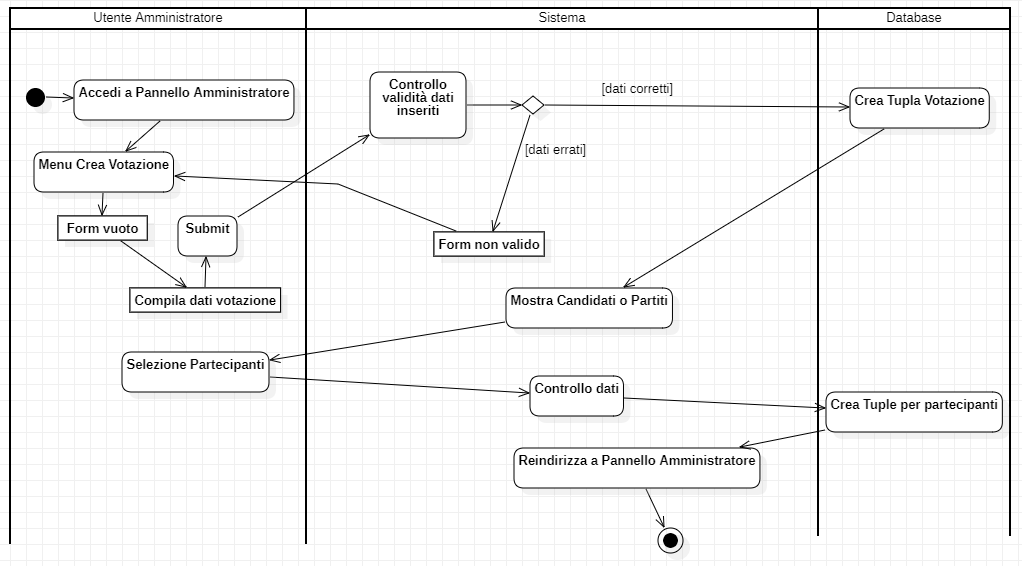 Utente Amministratore
Sistema
Database
Accedi a Pannello Amministratore
Controllo
validità dati
inseriti
[dati corretti]
Crea Tupla Votazione
[dati errati]
Menu Crea Votazione
Form vuoto
Submit
Form non valido
Compila dati votazione
Mostra Candidati o Partiti
Selezione Partecipanti
Controllo dati
Crea Tuple per partecipanti
Reindirizza a Pannello Amministratore